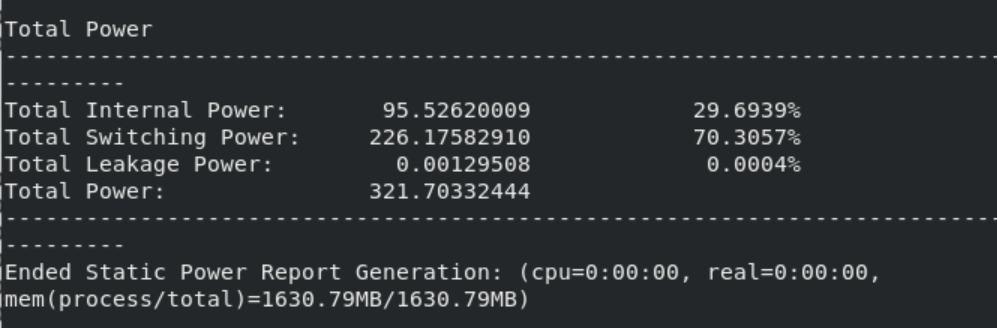 Total Power
--------------------------------------------------------------------------
---------
Total Internal Power:       95.52620009            29.6939%
Total Switching Power:     226.17582910            70.3057%
Total Leakage Power:         0.00129508             0.0004%
Total Power:               321.70332444
--------------------------------------------------------------------------
---------
Ended Static Power Report Generation: (cpu=0:00:00, real=0:00:00,
mem(process/total)=1630.79MB/1630.79MB)